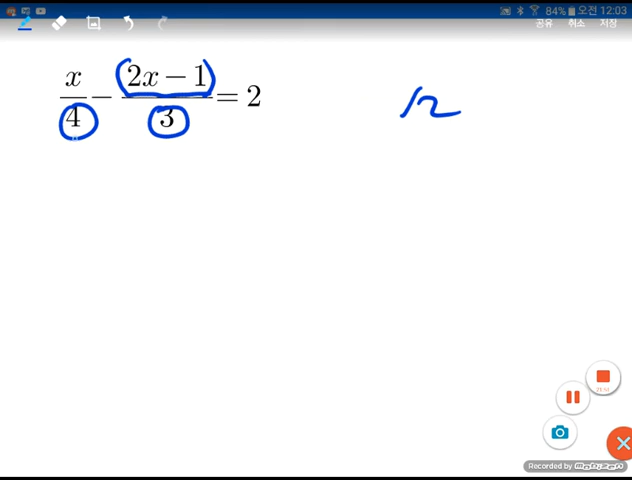 84% 오전 12:03
공유 취소 저장
x/4 − (2x − 1)/3 = 2
12
Recorded by mobizen